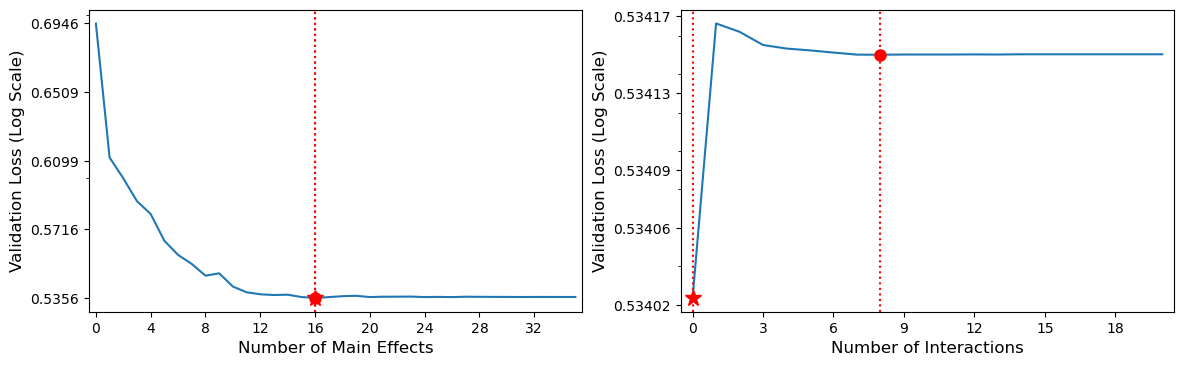 Validation Loss (Log Scale)
0.6946
0.6509
0.6099
0.5716
0.5356
0 4 8 12 16 20 24 28 32
Number of Main Effects
Validation Loss (Log Scale)
0.53417
0.53413
0.53409
0.53406
0.53402
0 3 6 9 12 15 18
Number of Interactions